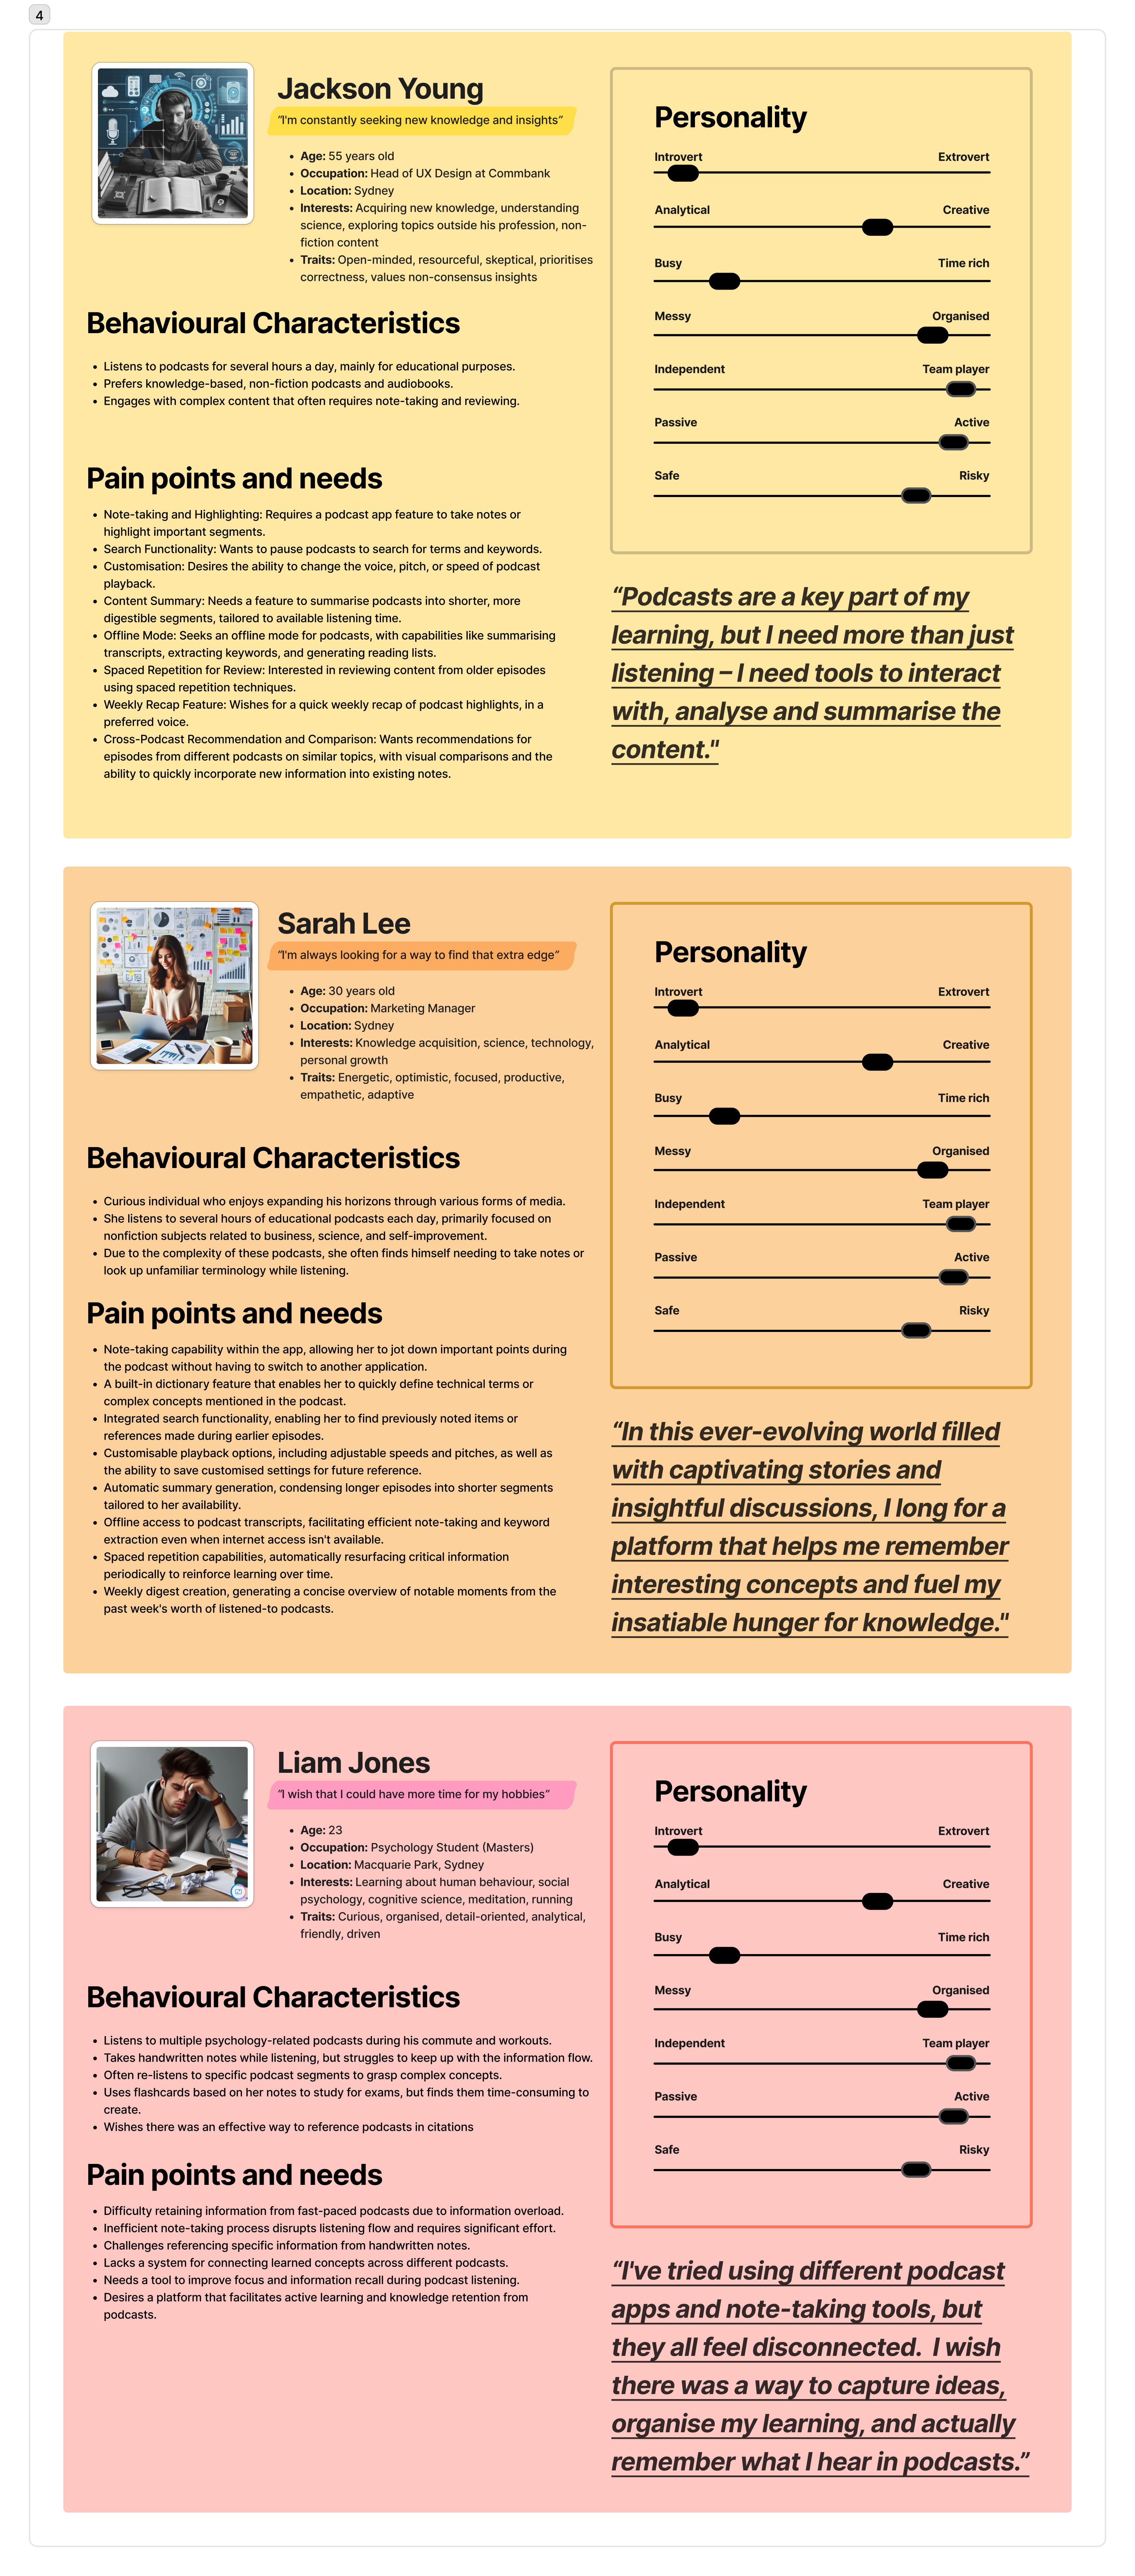 4
Jackson Young
“I'm constantly seeking new knowledge and insights”
Age: 55 years old
Occupation: Head of UX Design at Commbank
Location: Sydney
Interests: Acquiring new knowledge, understanding
science, exploring topics outside his profession, non-
fiction content
Traits: Open-minded, resourceful, skeptical, prioritises
correctness, values non-consensus insights
Behavioural Characteristics
Listens to podcasts for several hours a day, mainly for educational purposes.
Prefers knowledge-based, non-fiction podcasts and audiobooks.
Engages with complex content that often requires note-taking and reviewing.
Pain points and needs
Note-taking and Highlighting: Requires a podcast app feature to take notes or
highlight important segments.
Search Functionality: Wants to pause podcasts to search for terms and keywords.
Customisation: Desires the ability to change the voice, pitch, or speed of podcast
playback.
Content Summary: Needs a feature to summarise podcasts into shorter, more
digestible segments, tailored to available listening time.
Offline Mode: Seeks an offline mode for podcasts, with capabilities like summarising
transcripts, extracting keywords, and generating reading lists.
Spaced Repetition for Review: Interested in reviewing content from older episodes
using spaced repetition techniques.
Weekly Recap Feature: Wishes for a quick weekly recap of podcast highlights, in a
preferred voice.
Cross-Podcast Recommendation and Comparison: Wants recommendations for
episodes from different podcasts on similar topics, with visual comparisons and the
ability to quickly incorporate new information into existing notes.
Personality
Introvert Extrovert
Analytical Creative
Busy Time rich
Messy Organised
Independent Team player
Passive Active
Safe Risky
“Podcasts are a key part of my
learning, but I need more than just
listening – I need tools to interact
with, analyse and summarise the
content."
Sarah Lee
“I'm always looking for a way to find that extra edge”
Age: 30 years old
Occupation: Marketing Manager
Location: Sydney
Interests: Knowledge acquisition, science, technology,
personal growth
Traits: Energetic, optimistic, focused, productive,
empathetic, adaptive
Behavioural Characteristics
Curious individual who enjoys expanding his horizons through various forms of media.
She listens to several hours of educational podcasts each day, primarily focused on
nonfiction subjects related to business, science, and self-improvement.
Due to the complexity of these podcasts, she often finds himself needing to take notes or
look up unfamiliar terminology while listening.
Pain points and needs
Note-taking capability within the app, allowing her to jot down important points during
the podcast without having to switch to another application.
A built-in dictionary feature that enables her to quickly define technical terms or
complex concepts mentioned in the podcast.
Integrated search functionality, enabling her to find previously noted items or
references made during earlier episodes.
Customisable playback options, including adjustable speeds and pitches, as well as
the ability to save customised settings for future reference.
Automatic summary generation, condensing longer episodes into shorter segments
tailored to her availability.
Offline access to podcast transcripts, facilitating efficient note-taking and keyword
extraction even when internet access isn't available.
Spaced repetition capabilities, automatically resurfacing critical information
periodically to reinforce learning over time.
Weekly digest creation, generating a concise overview of notable moments from the
past week's worth of listened-to podcasts.
Personality
Introvert Extrovert
Analytical Creative
Busy Time rich
Messy Organised
Independent Team player
Passive Active
Safe Risky
“In this ever-evolving world filled
with captivating stories and
insightful discussions, I long for a
platform that helps me remember
interesting concepts and fuel my
insatiable hunger for knowledge."
Liam Jones
“I wish that I could have more time for my hobbies”
Age: 23
Occupation: Psychology Student (Masters)
Location: Macquarie Park, Sydney
Interests: Learning about human behaviour, social
psychology, cognitive science, meditation, running
Traits: Curious, organised, detail-oriented, analytical,
friendly, driven
Behavioural Characteristics
Listens to multiple psychology-related podcasts during his commute and workouts.
Takes handwritten notes while listening, but struggles to keep up with the information flow.
Often re-listens to specific podcast segments to grasp complex concepts.
Uses flashcards based on her notes to study for exams, but finds them time-consuming to
create.
Wishes there was an effective way to reference podcasts in citations
Pain points and needs
Difficulty retaining information from fast-paced podcasts due to information overload.
Inefficient note-taking process disrupts listening flow and requires significant effort.
Challenges referencing specific information from handwritten notes.
Lacks a system for connecting learned concepts across different podcasts.
Needs a tool to improve focus and information recall during podcast listening.
Desires a platform that facilitates active learning and knowledge retention from
podcasts.
Personality
Introvert Extrovert
Analytical Creative
Busy Time rich
Messy Organised
Independent Team player
Passive Active
Safe Risky
“I've tried using different podcast
apps and note-taking tools, but
they all feel disconnected. I wish
there was a way to capture ideas,
organise my learning, and actually
remember what I hear in podcasts.”